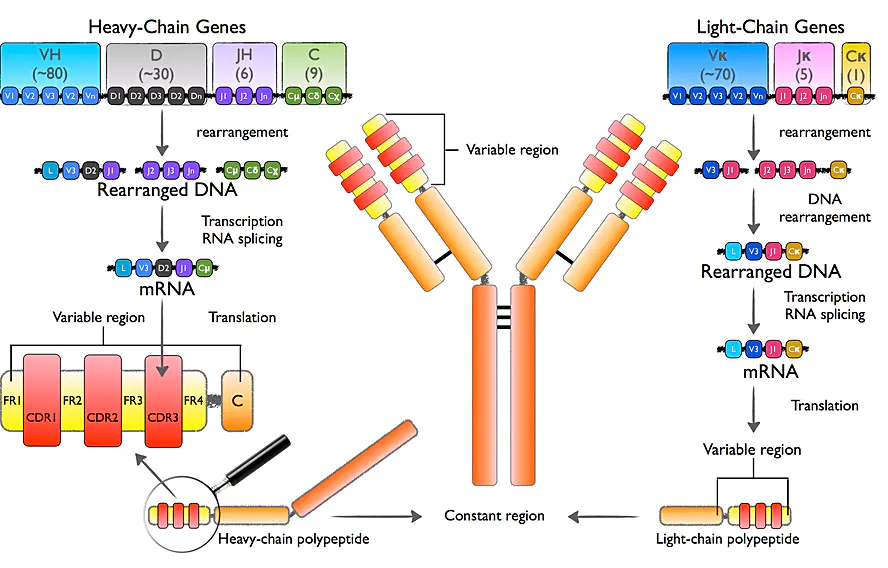 Heavy-Chain Genes
VH
(~80)
D
(~30)
JH
(6)
C
(9)
V1 V2 V3 V2 Vn D1 D2 D3 D2 Dn J1 J2 Jn Cμ Cδ Cχ
rearrangement
L V3 D2 J1 J2 J3 Jn Cμ Cδ Cχ
Rearranged DNA
Transcription
RNA splicing
L V3 D2 J1 Cμ
mRNA
Variable region
Translation
FR1 CDR1 FR2 CDR2 FR3 CDR3 FR4 C
Heavy-chain polypeptide
Variable region
Constant region
Light-Chain Genes
Vκ
(~70)
Jκ
(5)
Cκ
(1)
V1 V2 V3 V2 Vn J1 J2 Jn Cκ
rearrangement
V3 J1 J2 J3 Jn Cκ
DNA
rearrangement
L V3 J1 Cκ
Rearranged DNA
Transcription
RNA splicing
L V3 J1 Cκ
mRNA
Translation
Variable region
Light-chain polypeptide